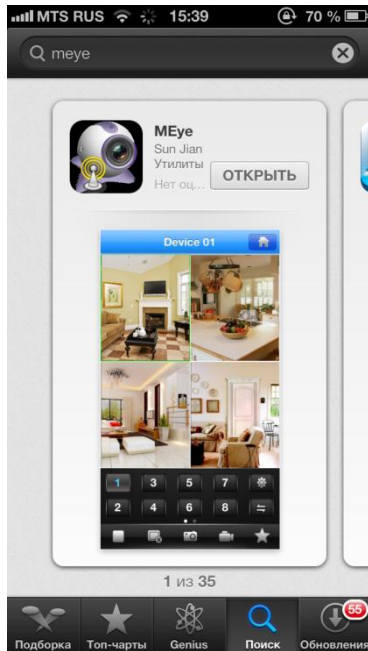 MTS RUS 15:39 70 %
meye
MEye
Sun Jian
Утилиты
Нет оц...
ОТКРЫТЬ
Device 01
1 3 5 7
2 4 6 8
1 из 35
55
Подборка Топ-чарты Genius Поиск Обновления